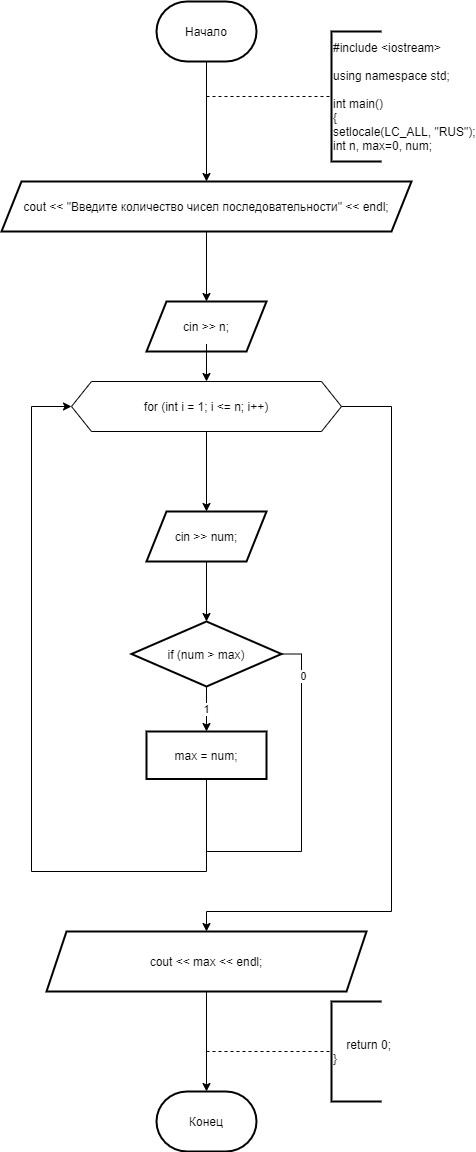 Начало
#include <iostream>
using namespace std;
int main()
{
setlocale(LC_ALL, "RUS");
int n, max=0, num;
cout << "Введите количество чисел последовательности" << endl;
cin >> n;
for (int i = 1; i <= n; i++)
cin >> num;
if (num > max)
0
1
max = num;
cout << max << endl;
return 0;
}
Конец